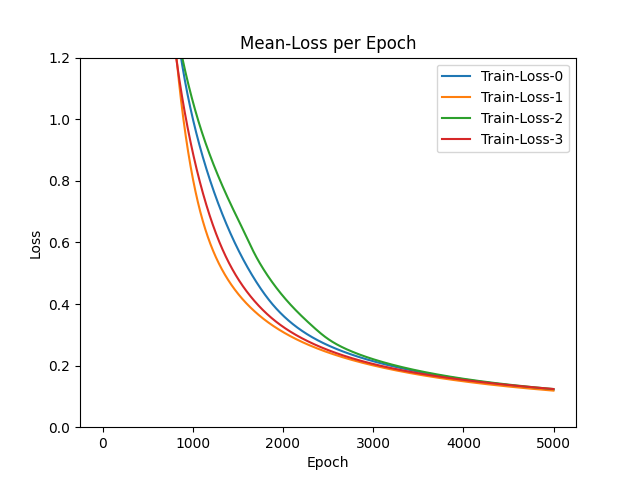 Mean-Loss per Epoch
1.2
1.0
0.8
0.6
0.4
0.2
0.0
Loss
Train-Loss-0
Train-Loss-1
Train-Loss-2
Train-Loss-3
0 1000 2000 3000 4000 5000
Epoch